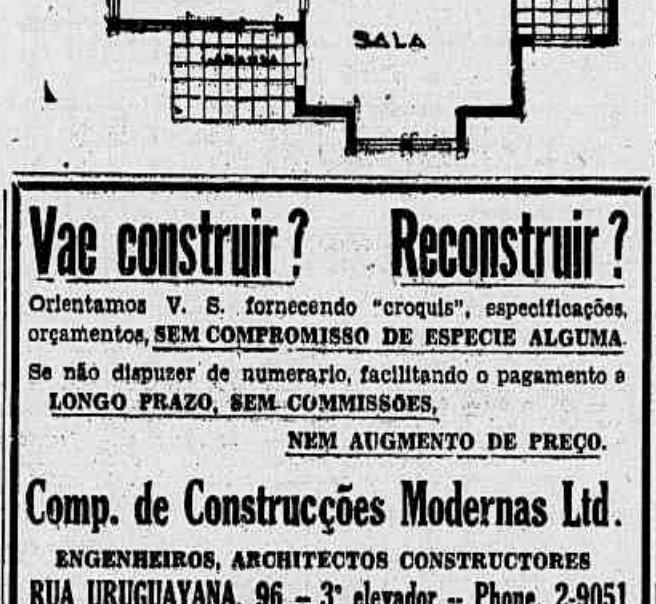 SALA
Vae construir? Reconstruir?
Orientamos V. S. fornecendo "croquis", especificações,
orçamentos, SEM COMPROMISSO DE ESPECIE ALGUMA.
Se não dispuzer de numerario, facilitando o pagamento a
LONGO PRAZO, SEM COMMISSÕES,
NEM AUGMENTO DE PREÇO.
Comp. de Construcções Modernas Ltd.
ENGENHEIROS, ARCHITECTOS CONSTRUCTORES
RUA URUGUAYANA, 96 – 3º elevador -- Phone, 2-9051